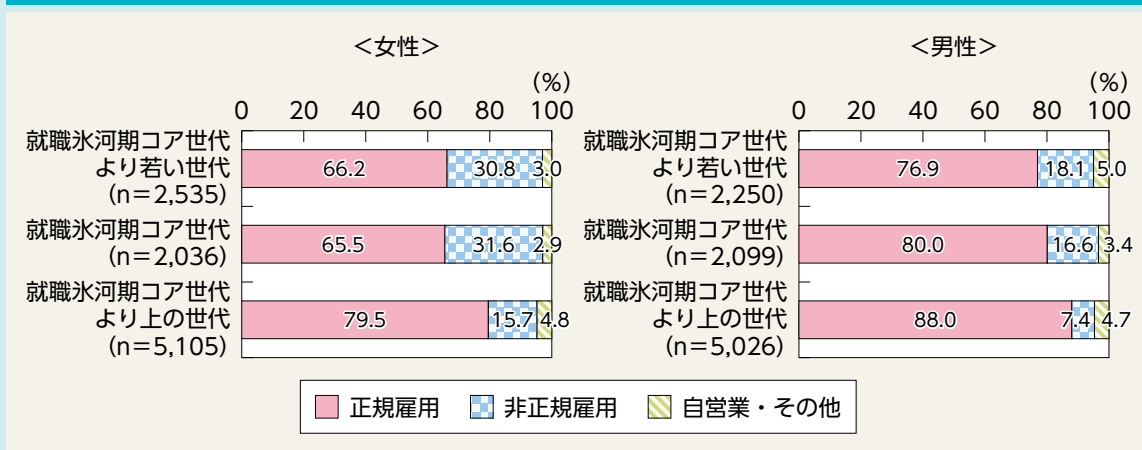 ＜女性＞
(%)
0 20 40 60 80 100
就職氷河期コア世代
より若い世代
(n＝2,535)
66.2 30.8 3.0
就職氷河期コア世代
(n＝2,036)
65.5 31.6 2.9
就職氷河期コア世代
より上の世代
(n＝5,105)
79.5 15.7 4.8
＜男性＞
(%)
0 20 40 60 80 100
就職氷河期コア世代
より若い世代
(n＝2,250)
76.9 18.1 5.0
就職氷河期コア世代
(n＝2,099)
80.0 16.6 3.4
就職氷河期コア世代
より上の世代
(n＝5,026)
88.0 7.4 4.7
正規雇用 非正規雇用 自営業・その他